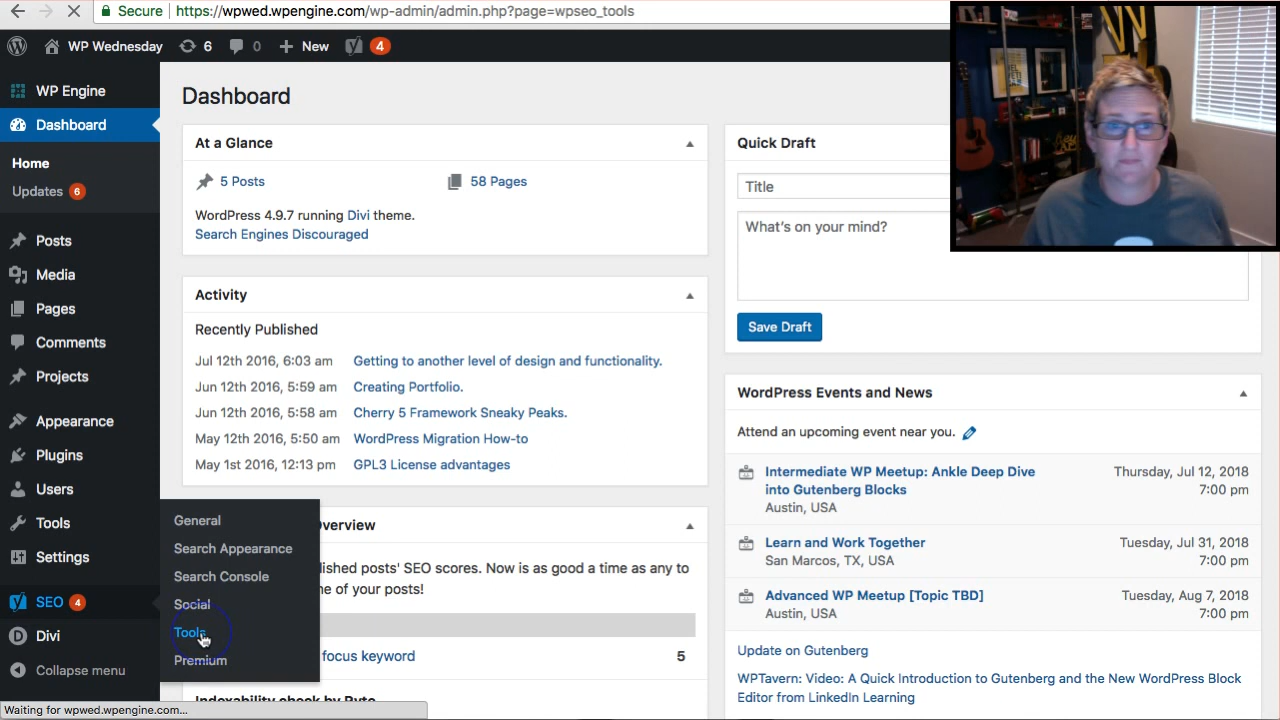 Secure
https://wpwed.wpengine.com/wp-admin/admin.php?page=wpseo_tools
WP Wednesday
6
0
New
4
WP Engine
Dashboard
Home
Updates 6
Posts
Media
Pages
Comments
Projects
Appearance
Plugins
Users
Tools
Settings
SEO 4
Divi
Collapse menu
General
Search Appearance
Search Console
Social
Tools
Premium
Dashboard
At a Glance
5 Posts
58 Pages
WordPress 4.9.7 running Divi theme.
Search Engines Discouraged
Activity
Recently Published
Jul 12th 2016, 6:03 am Getting to another level of design and functionality.
Jun 12th 2016, 5:59 am Creating Portfolio.
Jun 12th 2016, 5:58 am Cherry 5 Framework Sneaky Peaks.
May 12th 2016, 5:50 am WordPress Migration How-to
May 1st 2016, 12:13 pm GPL3 License advantages
Overview
lished posts' SEO scores. Now is as good a time as any to
ne of your posts!
focus keyword 5
Indexability check by Ryte
Quick Draft
Title
What's on your mind?
Save Draft
WordPress Events and News
Attend an upcoming event near you.
Intermediate WP Meetup: Ankle Deep Dive
into Gutenberg Blocks
Austin, USA
Thursday, Jul 12, 2018
7:00 pm
Learn and Work Together
San Marcos, TX, USA
Tuesday, Jul 31, 2018
7:00 pm
Advanced WP Meetup [Topic TBD]
Austin, USA
Tuesday, Aug 7, 2018
7:00 pm
Update on Gutenberg
WPTavern: Video: A Quick Introduction to Gutenberg and the New WordPress Block
Editor from LinkedIn Learning
Waiting for wpwed.wpengine.com...